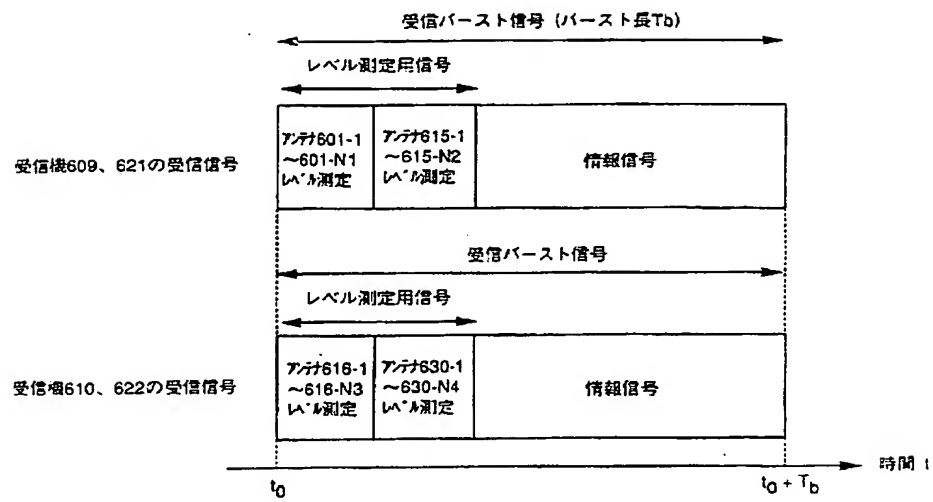 受信バースト信号 (バースト長Tb)
レベル測定用信号
受信機609、621の受信信号
アンテナ601-1
~601-N1
レベル測定
アンテナ615-1
~615-N2
レベル測定
情報信号
受信バースト信号
レベル測定用信号
受信機610、622の受信信号
アンテナ616-1
~616-N3
レベル測定
アンテナ630-1
~630-N4
レベル測定
情報信号
時間 t
t0
t0 + Tb